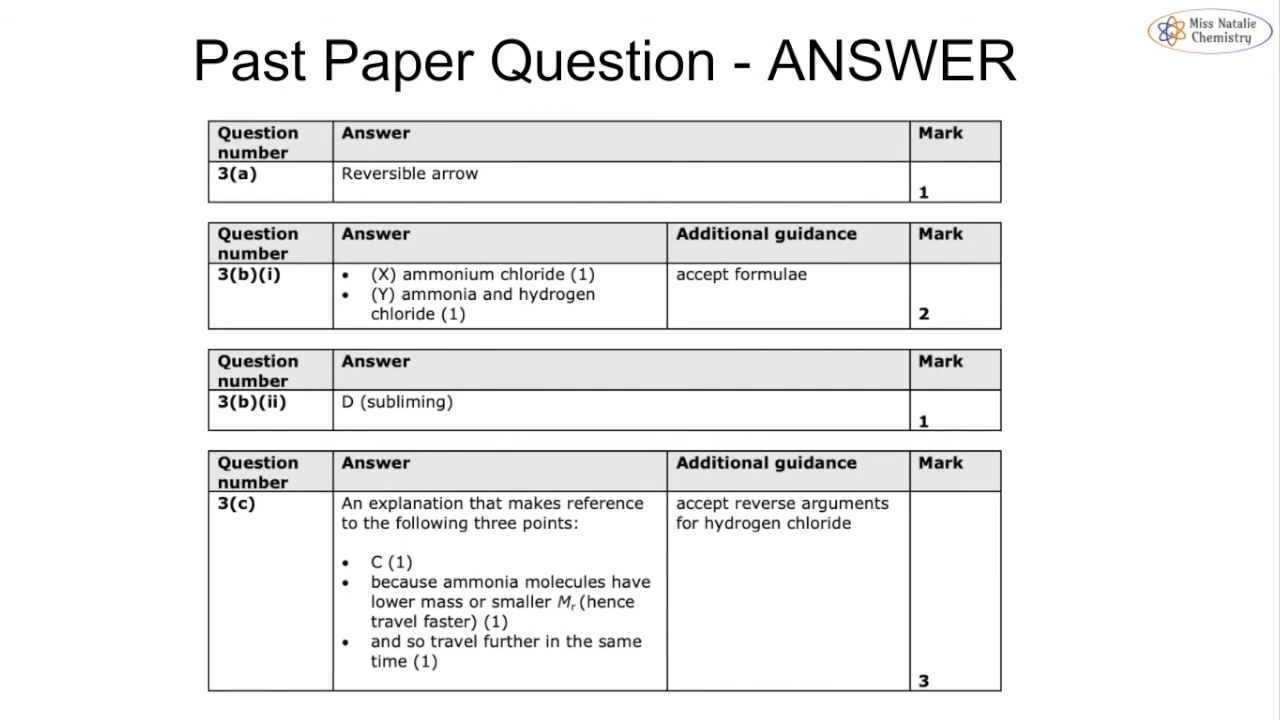 Miss Natalie
Chemistry
Past Paper Question - ANSWER
Question number Answer Mark
3(a) Reversible arrow 1
Question number Answer Additional guidance Mark
3(b)(i) • (X) ammonium chloride (1) accept formulae
• (Y) ammonia and hydrogen
chloride (1) 2
Question number Answer Mark
3(b)(ii) D (subliming) 1
Question number Answer Additional guidance Mark
3(c) An explanation that makes reference accept reverse arguments
to the following three points: for hydrogen chloride
• C (1)
• because ammonia molecules have
lower mass or smaller Mr (hence
travel faster) (1)
• and so travel further in the same
time (1)
3